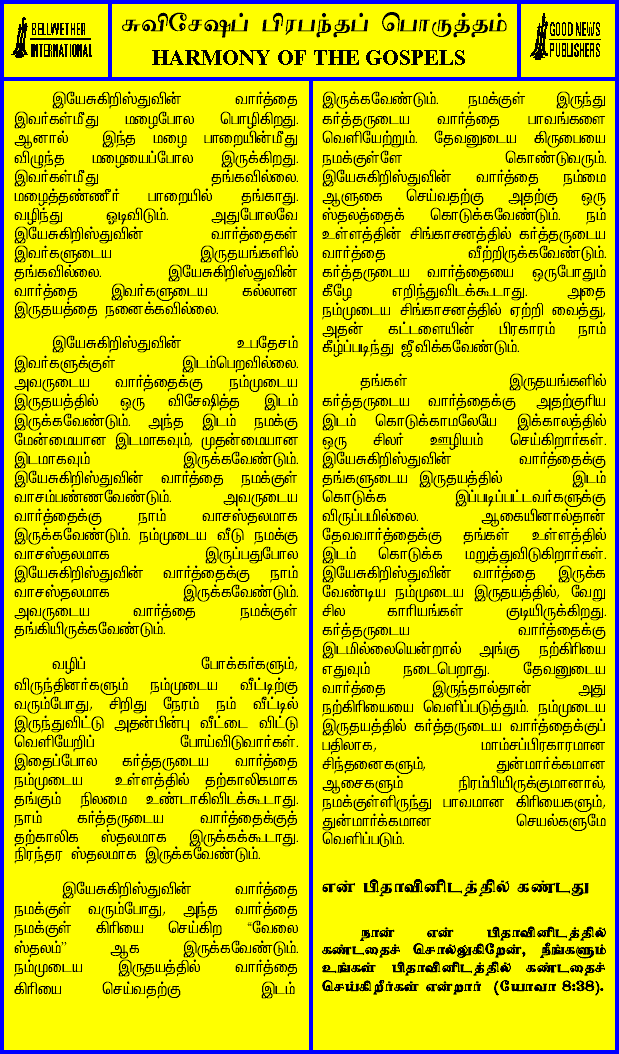 BELLWETHER
INTERNATIONAL
சுவிசேஷப் பிரபந்தப் பொருத்தம்
HARMONY OF THE GOSPELS
GOOD NEWS
PUBLISHERS
இயேசுகிறிஸ்துவின் வார்த்தை
இவர்கள்மீது மழைபோல பொழிகிறது.
ஆனால் இந்த மழை பாறையின்மீது
விழுந்த மழையைப்போல இருக்கிறது.
இவர்கள்மீது தங்கவில்லை.
மழைத்தண்ணீர் பாறையில் தங்காது.
வழிந்து ஓடிவிடும். அதுபோலவே
இயேசுகிறிஸ்துவின் வார்த்தைகள்
இவர்களுடைய இருதயங்களில்
தங்கவில்லை. இயேசுகிறிஸ்துவின்
வார்த்தை இவர்களுடைய கல்லான
இருதயத்தை நனைக்கவில்லை.
இயேசுகிறிஸ்துவின் உபதேசம்
இவர்களுக்குள் இடம்பெறவில்லை.
அவருடைய வார்த்தைக்கு நம்முடைய
இருதயத்தில் ஒரு விசேஷித்த இடம்
இருக்கவேண்டும். அந்த இடம் நமக்கு
மேன்மையான இடமாகவும், முதன்மையான
இடமாகவும் இருக்கவேண்டும்.
இயேசுகிறிஸ்துவின் வார்த்தை நமக்குள்
வாசம்பண்ணவேண்டும். அவருடைய
வார்த்தைக்கு நாம் வாசஸ்தலமாக
இருக்கவேண்டும். நம்முடைய வீடு நமக்கு
வாசஸ்தலமாக இருப்பதுபோல
இயேசுகிறிஸ்துவின் வார்த்தைக்கு நாம்
வாசஸ்தலமாக இருக்கவேண்டும்.
அவருடைய வார்த்தை நமக்குள்
தங்கியிருக்கவேண்டும்.
வழிப் போக்கர்களும்,
விருந்தினர்களும் நம்முடைய வீட்டிற்கு
வரும்போது, சிறிது நேரம் நம் வீட்டில்
இருந்துவிட்டு அதன்பின்பு வீட்டை விட்டு
வெளியேறிப் போய்விடுவார்கள்.
இதைப்போல கர்த்தருடைய வார்த்தை
நம்முடைய உள்ளத்தில் தற்காலிகமாக
தங்கும் நிலமை உண்டாகிவிடக்கூடாது.
நாம் கர்த்தருடைய வார்த்தைக்குத்
தற்காலிக ஸ்தலமாக இருக்கக்கூடாது.
நிரந்தர ஸ்தலமாக இருக்கவேண்டும்.
இயேசுகிறிஸ்துவின் வார்த்தை
நமக்குள் வரும்போது, அந்த வார்த்தை
நமக்குள் கிரியை செய்கிற “வேலை
ஸ்தலம்” ஆக இருக்கவேண்டும்.
நம்முடைய இருதயத்தில் வார்த்தை
கிரியை செய்வதற்கு இடம்
இருக்கவேண்டும். நமக்குள் இருந்து
கர்த்தருடைய வார்த்தை பாவங்களை
வெளியேற்றும். தேவனுடைய கிருபையை
நமக்குள்ளே கொண்டுவரும்.
இயேசுகிறிஸ்துவின் வார்த்தை நம்மை
ஆளுகை செய்வதற்கு அதற்கு ஒரு
ஸ்தலத்தைக் கொடுக்கவேண்டும். நம்
உள்ளத்தின் சிங்காசனத்தில் கர்த்தருடைய
வார்த்தை வீற்றிருக்கவேண்டும்.
கர்த்தருடைய வார்த்தையை ஒருபோதும்
கீழே எறிந்துவிடக்கூடாது. அதை
நம்முடைய சிங்காசனத்தில் ஏற்றி வைத்து,
அதன் கட்டளையின் பிரகாரம் நாம்
கீழ்ப்படிந்து ஜீவிக்கவேண்டும்.
தங்கள் இருதயங்களில்
கர்த்தருடைய வார்த்தைக்கு அதற்குரிய
இடம் கொடுக்காமலேயே இக்காலத்தில்
ஒரு சிலர் ஊழியம் செய்கிறார்கள்.
இயேசுகிறிஸ்துவின் வார்த்தைக்கு
தங்களுடைய இருதயத்தில் இடம்
கொடுக்க இப்படிப்பட்டவர்களுக்கு
விருப்பமில்லை. ஆகையினால்தான்
தேவவார்த்தைக்கு தங்கள் உள்ளத்தில்
இடம் கொடுக்க மறுத்துவிடுகிறார்கள்.
இயேசுகிறிஸ்துவின் வார்த்தை இருக்க
வேண்டிய நம்முடைய இருதயத்தில், வேறு
சில காரியங்கள் குடியிருக்கிறது.
கர்த்தருடைய வார்த்தைக்கு
இடமில்லையென்றால் அங்கு நற்கிரியை
எதுவும் நடைபெறாது. தேவனுடைய
வார்த்தை இருந்தால்தான் அது
நற்கிரியையை வெளிப்படுத்தும். நம்முடைய
இருதயத்தில் கர்த்தருடைய வார்த்தைக்குப்
பதிலாக, மாம்சப்பிரகாரமான
சிந்தனைகளும், துன்மார்க்கமான
ஆசைகளும் நிரம்பியிருக்குமானால்,
நமக்குள்ளிருந்து பாவமான கிரியைகளும்,
துன்மார்க்கமான செயல்களுமே
வெளிப்படும்.
என் பிதாவினிடத்தில் கண்டது
நான் என் பிதாவினிடத்தில்
கண்டதைச் சொல்லுகிறேன், நீங்களும்
உங்கள் பிதாவினிடத்தில் கண்டதைச்
செய்கிறீர்கள் என்றார் (யோவா 8:38).